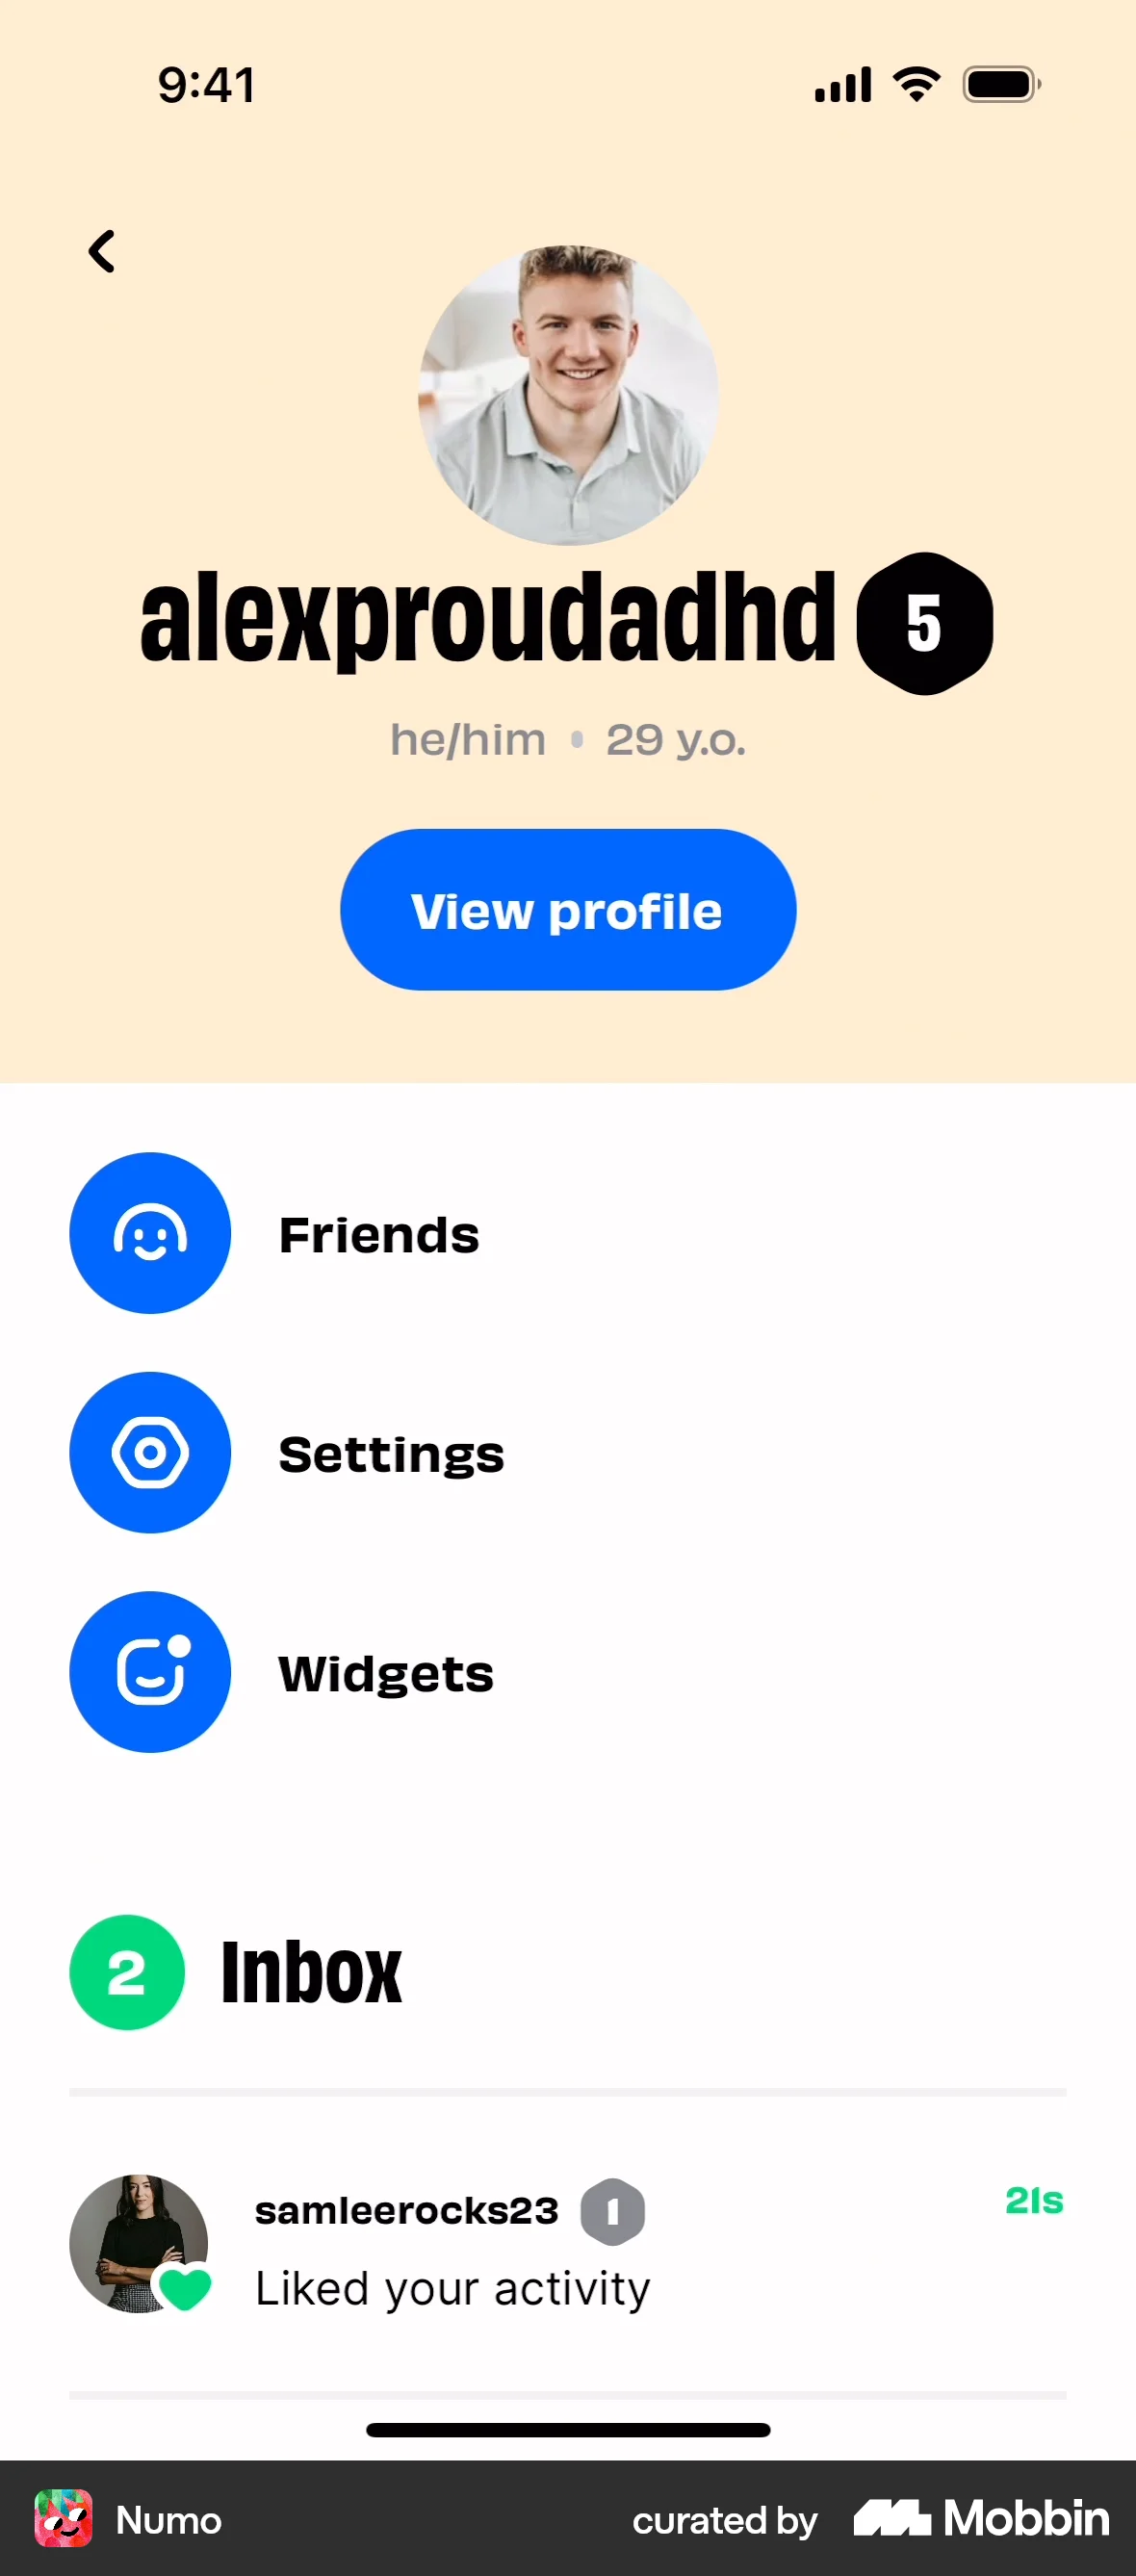 9:41
alexproudadhd 5
he/him • 29 y.o.
View profile
Friends
Settings
Widgets
2 Inbox
samleerocks23 1 21s
Liked your activity
Numo curated by Mobbin